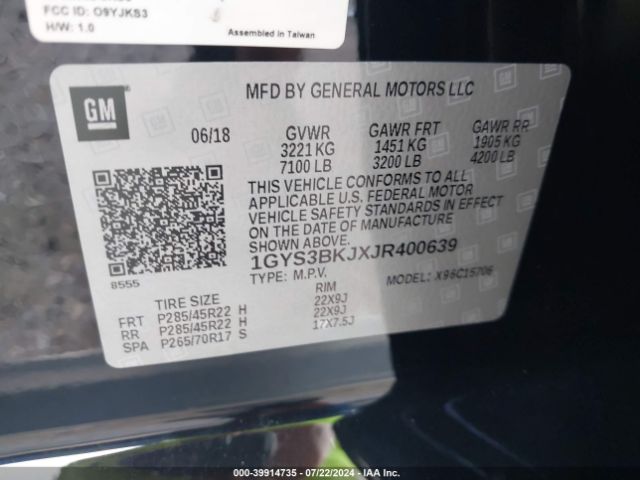 FCC ID: O9YJKS3
H/W: 1.0
Assembled in Taiwan
GM
MFD BY GENERAL MOTORS LLC
06/18 GVWR GAWR FRT GAWR RR
3221 KG 1451 KG 1905 KG
7100 LB 3200 LB 4200 LB
THIS VEHICLE CONFORMS TO ALL
APPLICABLE U.S. FEDERAL MOTOR
VEHICLE SAFETY STANDARDS IN EFFECT
ON THE DATE OF MANUFACTURE
SHOWN ABOVE.
1GYS3BKJXJR400639
8555
TYPE: M.P.V. MODEL: X96C15706
TIRE SIZE RIM
FRT P285/45R22 H 22X9J
RR P285/45R22 H 22X9J
SPA P265/70R17 S 17X7.5J
000-39914735 - 07/22/2024 - IAA Inc.